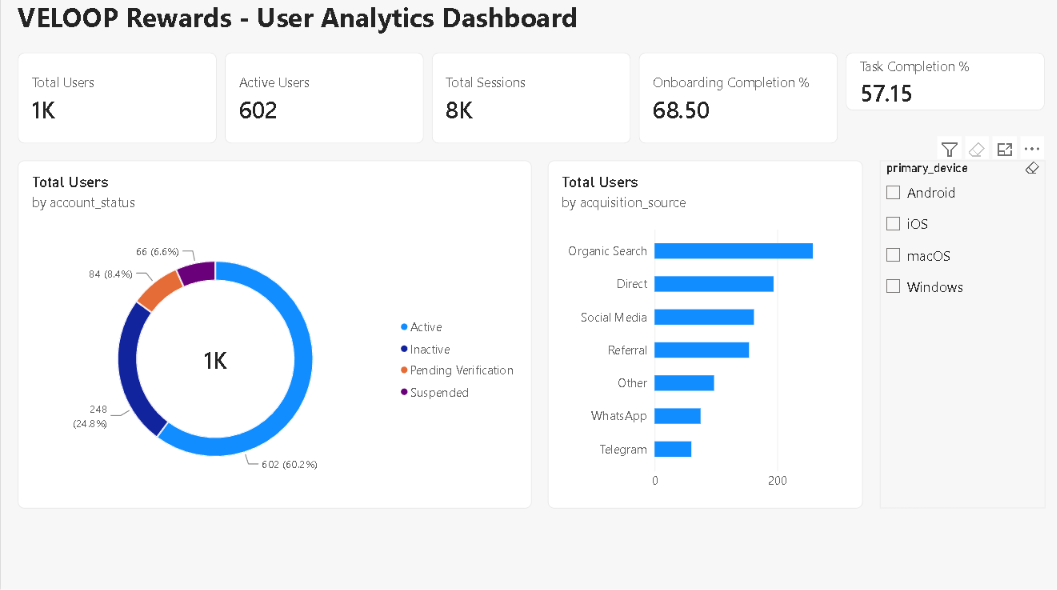 VELOOP Rewards - User Analytics Dashboard
Total Users
1K
Active Users
602
Total Sessions
8K
Onboarding Completion %
68.50
Task Completion %
57.15
Total Users
by account_status
66 (6.6%)
84 (8.4%)
248
(24.8%)
602 (60.2%)
1K
Active
Inactive
Pending Verification
Suspended
Total Users
by acquisition_source
Organic Search
Direct
Social Media
Referral
Other
WhatsApp
Telegram
0
200
primary_device
Android
iOS
macOS
Windows